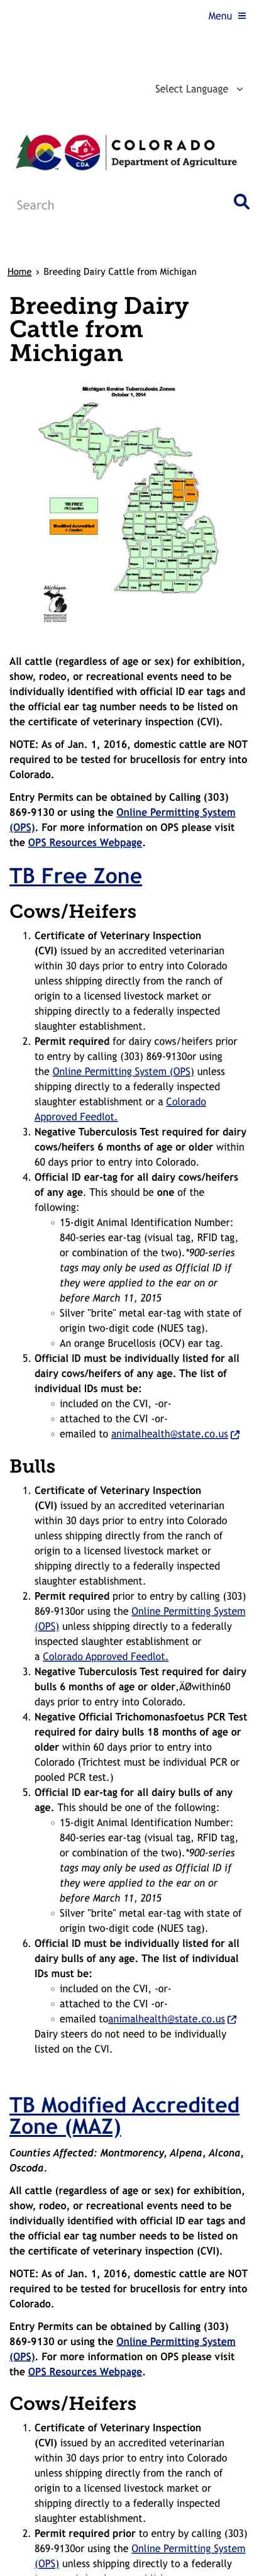 Menu
Select Language
COLORADO
Department of Agriculture
CDA
Search
Home › Breeding Dairy Cattle from Michigan
Breeding Dairy
Cattle from
Michigan
Michigan Bovine Tuberculosis Zones
October 1, 2014
TB FREE
Modified Accredited
Michigan
All cattle (regardless of age or sex) for exhibition,
show, rodeo, or recreational events need to be
individually identified with official ID ear tags and
the official ear tag number needs to be listed on
the certificate of veterinary inspection (CVI).
NOTE: As of Jan. 1, 2016, domestic cattle are NOT
required to be tested for brucellosis for entry into
Colorado.
Entry Permits can be obtained by Calling (303)
869-9130 or using the Online Permitting System
(OPS). For more information on OPS please visit
the OPS Resources Webpage.
TB Free Zone
Cows/Heifers
1. Certificate of Veterinary Inspection
(CVI) issued by an accredited veterinarian
within 30 days prior to entry into Colorado
unless shipping directly from the ranch of
origin to a licensed livestock market or
shipping directly to a federally inspected
slaughter establishment.
2. Permit required for dairy cows/heifers prior
to entry by calling (303) 869-9130or using
the Online Permitting System (OPS) unless
shipping directly to a federally inspected
slaughter establishment or a Colorado
Approved Feedlot.
3. Negative Tuberculosis Test required for dairy
cows/heifers 6 months of age or older within
60 days prior to entry into Colorado.
4. Official ID ear-tag for all dairy cows/heifers
of any age. This should be one of the
following:
◦ 15-digit Animal Identification Number:
840-series ear-tag (visual tag, RFID tag,
or combination of the two).*900-series
tags may only be used as Official ID if
they were applied to the ear on or
before March 11, 2015
◦ Silver "brite" metal ear-tag with state of
origin two-digit code (NUES tag).
◦ An orange Brucellosis (OCV) ear tag.
5. Official ID must be individually listed for all
dairy cows/heifers of any age. The list of
individual IDs must be:
◦ included on the CVI, -or-
◦ attached to the CVI -or-
◦ emailed to animalhealth@state.co.us
Bulls
1. Certificate of Veterinary Inspection
(CVI) issued by an accredited veterinarian
within 30 days prior to entry into Colorado
unless shipping directly from the ranch of
origin to a licensed livestock market or
shipping directly to a federally inspected
slaughter establishment.
2. Permit required prior to entry by calling (303)
869-9130or using the Online Permitting System
(OPS) unless shipping directly to a federally
inspected slaughter establishment or
a Colorado Approved Feedlot.
3. Negative Tuberculosis Test required for dairy
bulls 6 months of age or older‚ÄØwithin60
days prior to entry into Colorado.
4. Negative Official Trichomonasfoetus PCR Test
required for dairy bulls 18 months of age or
older within 60 days prior to entry into
Colorado (Trichtest must be individual PCR or
pooled PCR test.)
5. Official ID ear-tag for all dairy bulls of any
age. This should be one of the following:
◦ 15-digit Animal Identification Number:
840-series ear-tag (visual tag, RFID tag,
or combination of the two).*900-series
tags may only be used as Official ID if
they were applied to the ear on or
before March 11, 2015
◦ Silver "brite" metal ear-tag with state of
origin two-digit code (NUES tag).
6. Official ID must be individually listed for all
dairy bulls of any age. The list of individual
IDs must be:
◦ included on the CVI, -or-
◦ attached to the CVI -or-
◦ emailed toanimalhealth@state.co.us
Dairy steers do not need to be individually
listed on the CVI.
TB Modified Accredited
Zone (MAZ)
Counties Affected: Montmorency, Alpena, Alcona,
Oscoda.
All cattle (regardless of age or sex) for exhibition,
show, rodeo, or recreational events need to be
individually identified with official ID ear tags and
the official ear tag number needs to be listed on
the certificate of veterinary inspection (CVI).
NOTE: As of Jan. 1, 2016, domestic cattle are NOT
required to be tested for brucellosis for entry into
Colorado.
Entry Permits can be obtained by Calling (303)
869-9130 or using the Online Permitting System
(OPS). For more information on OPS please visit
the OPS Resources Webpage.
Cows/Heifers
1. Certificate of Veterinary Inspection
(CVI) issued by an accredited veterinarian
within 30 days prior to entry into Colorado
unless shipping directly from the ranch of
origin to a licensed livestock market or
shipping directly to a federally inspected
slaughter establishment.
2. Permit required prior to entry by calling (303)
869-9130or using the Online Permitting System
(OPS) unless shipping directly to a federally